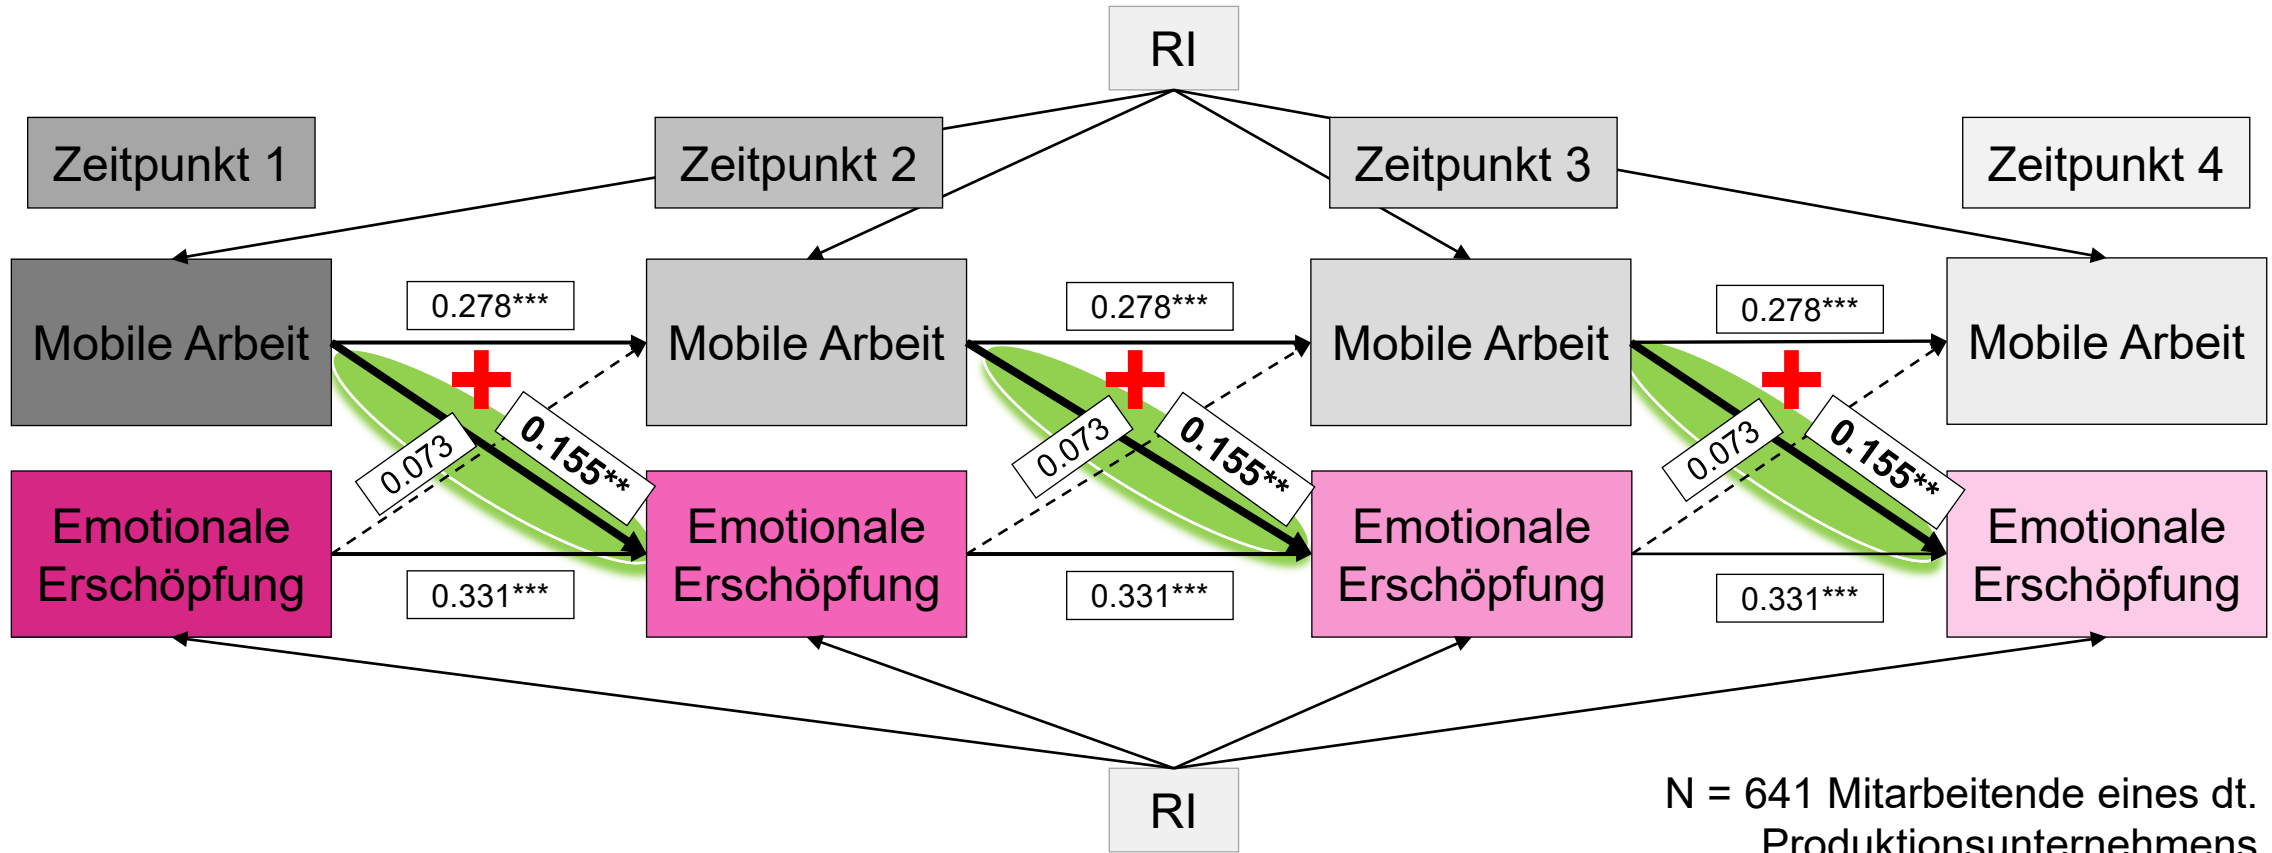 RI
Zeitpunkt 1
Zeitpunkt 2
Zeitpunkt 3
Zeitpunkt 4
Mobile Arbeit
0.278***
Mobile Arbeit
0.278***
Mobile Arbeit
0.278***
Mobile Arbeit
0.073
0.155**
0.073
0.155**
0.073
0.155**
Emotionale
Erschöpfung
0.331***
Emotionale
Erschöpfung
0.331***
Emotionale
Erschöpfung
0.331***
Emotionale
Erschöpfung
RI
N = 641 Mitarbeitende eines dt.
Produktionsunternehmens